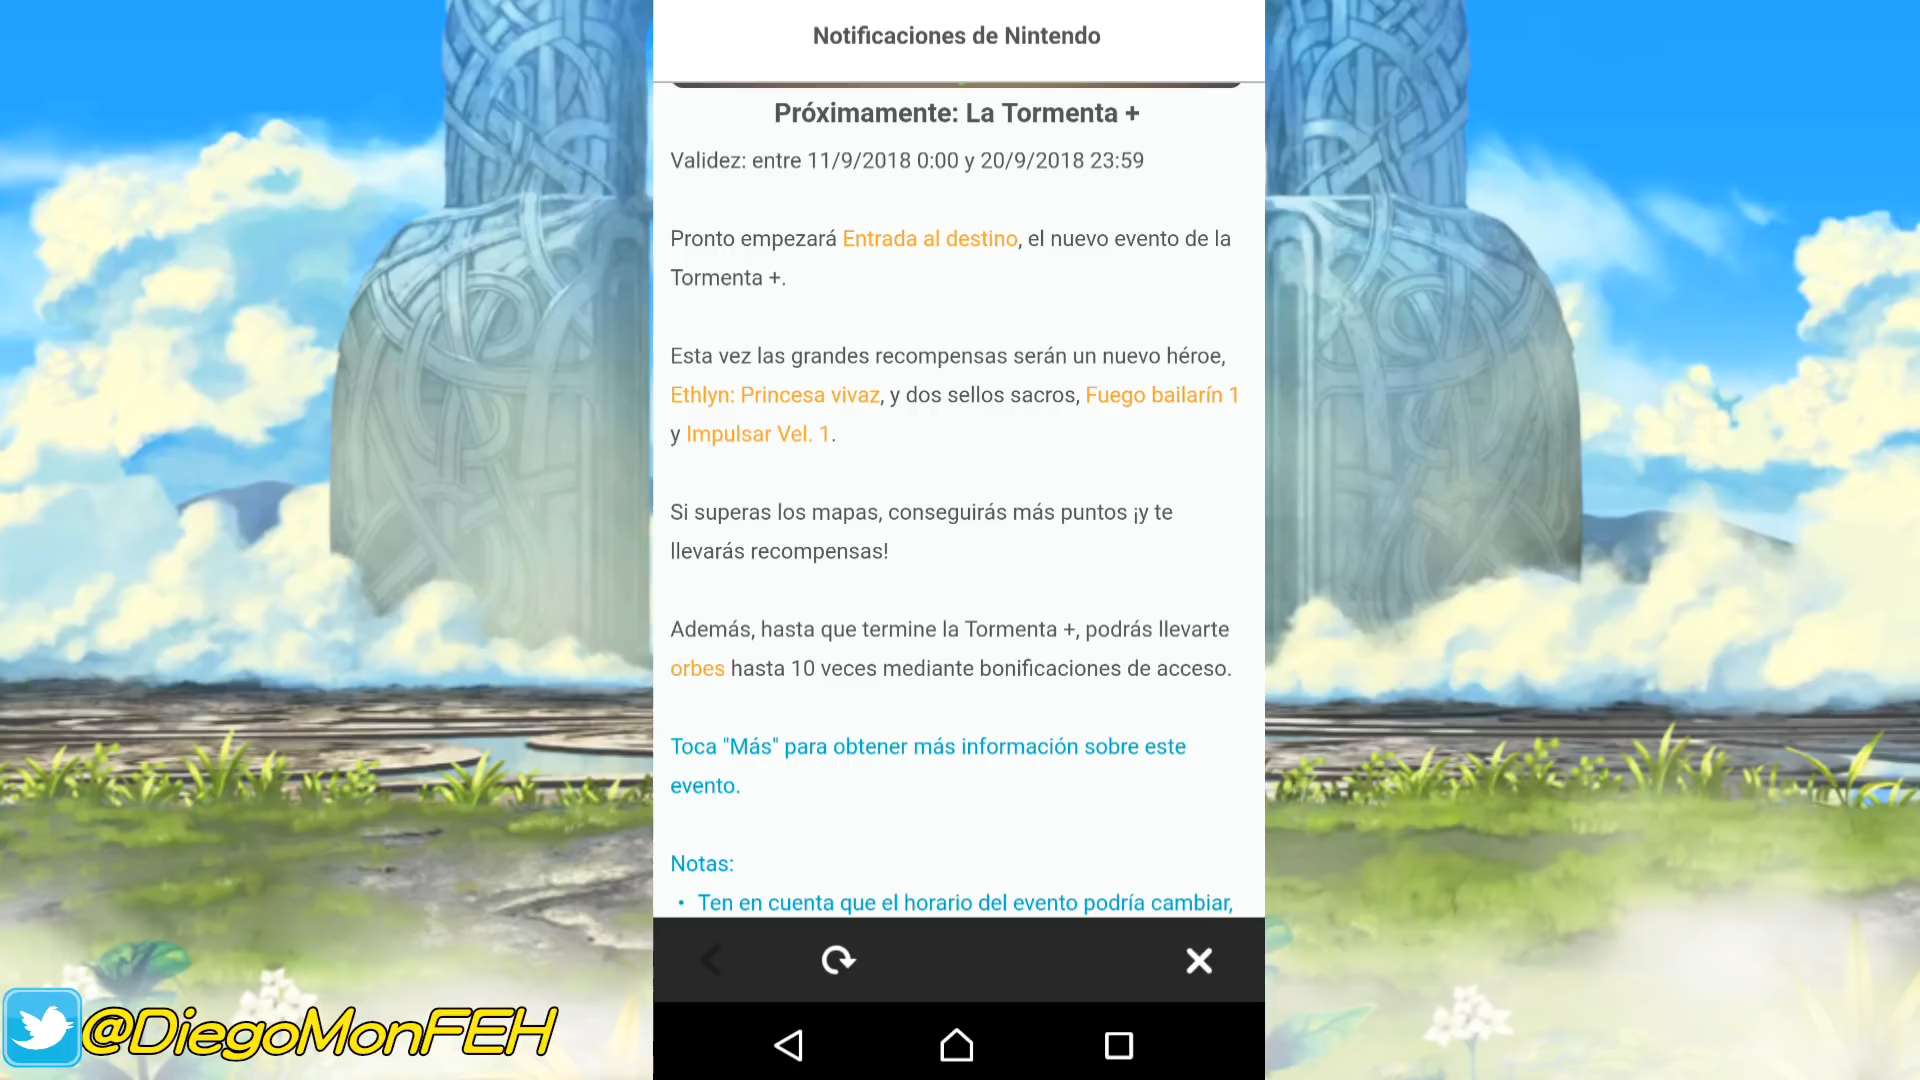 Notificaciones de Nintendo
Próximamente: La Tormenta +
Validez: entre 11/9/2018 0:00 y 20/9/2018 23:59
Pronto empezará Entrada al destino, el nuevo evento de la
Tormenta +.
Esta vez las grandes recompensas serán un nuevo héroe,
Ethlyn: Princesa vivaz, y dos sellos sacros, Fuego bailarín 1
y Impulsar Vel. 1.
Si superas los mapas, conseguirás más puntos ¡y te
llevarás recompensas!
Además, hasta que termine la Tormenta +, podrás llevarte
orbes hasta 10 veces mediante bonificaciones de acceso.
Toca "Más" para obtener más información sobre este
evento.
Notas:
• Ten en cuenta que el horario del evento podría cambiar,
@DiegoMonFEH